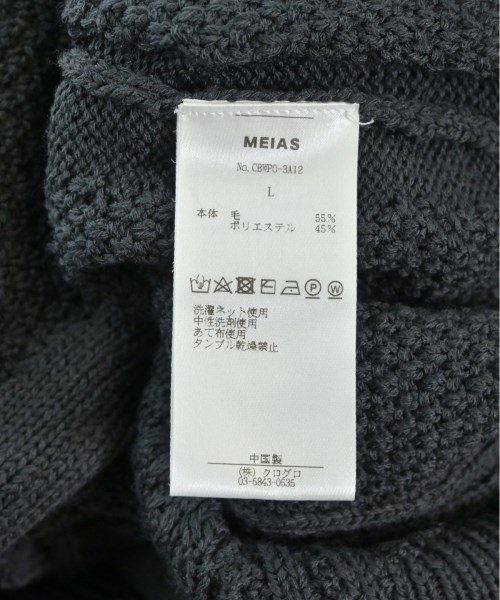 MEIAS
No,CBWPO-3A12
L
本体 毛 55%
ポリエステル 45%
洗濯ネット使用
中性洗剤使用
あて布使用
タンブル乾燥禁止
中国製
(株) クログロ
03-5843-0535